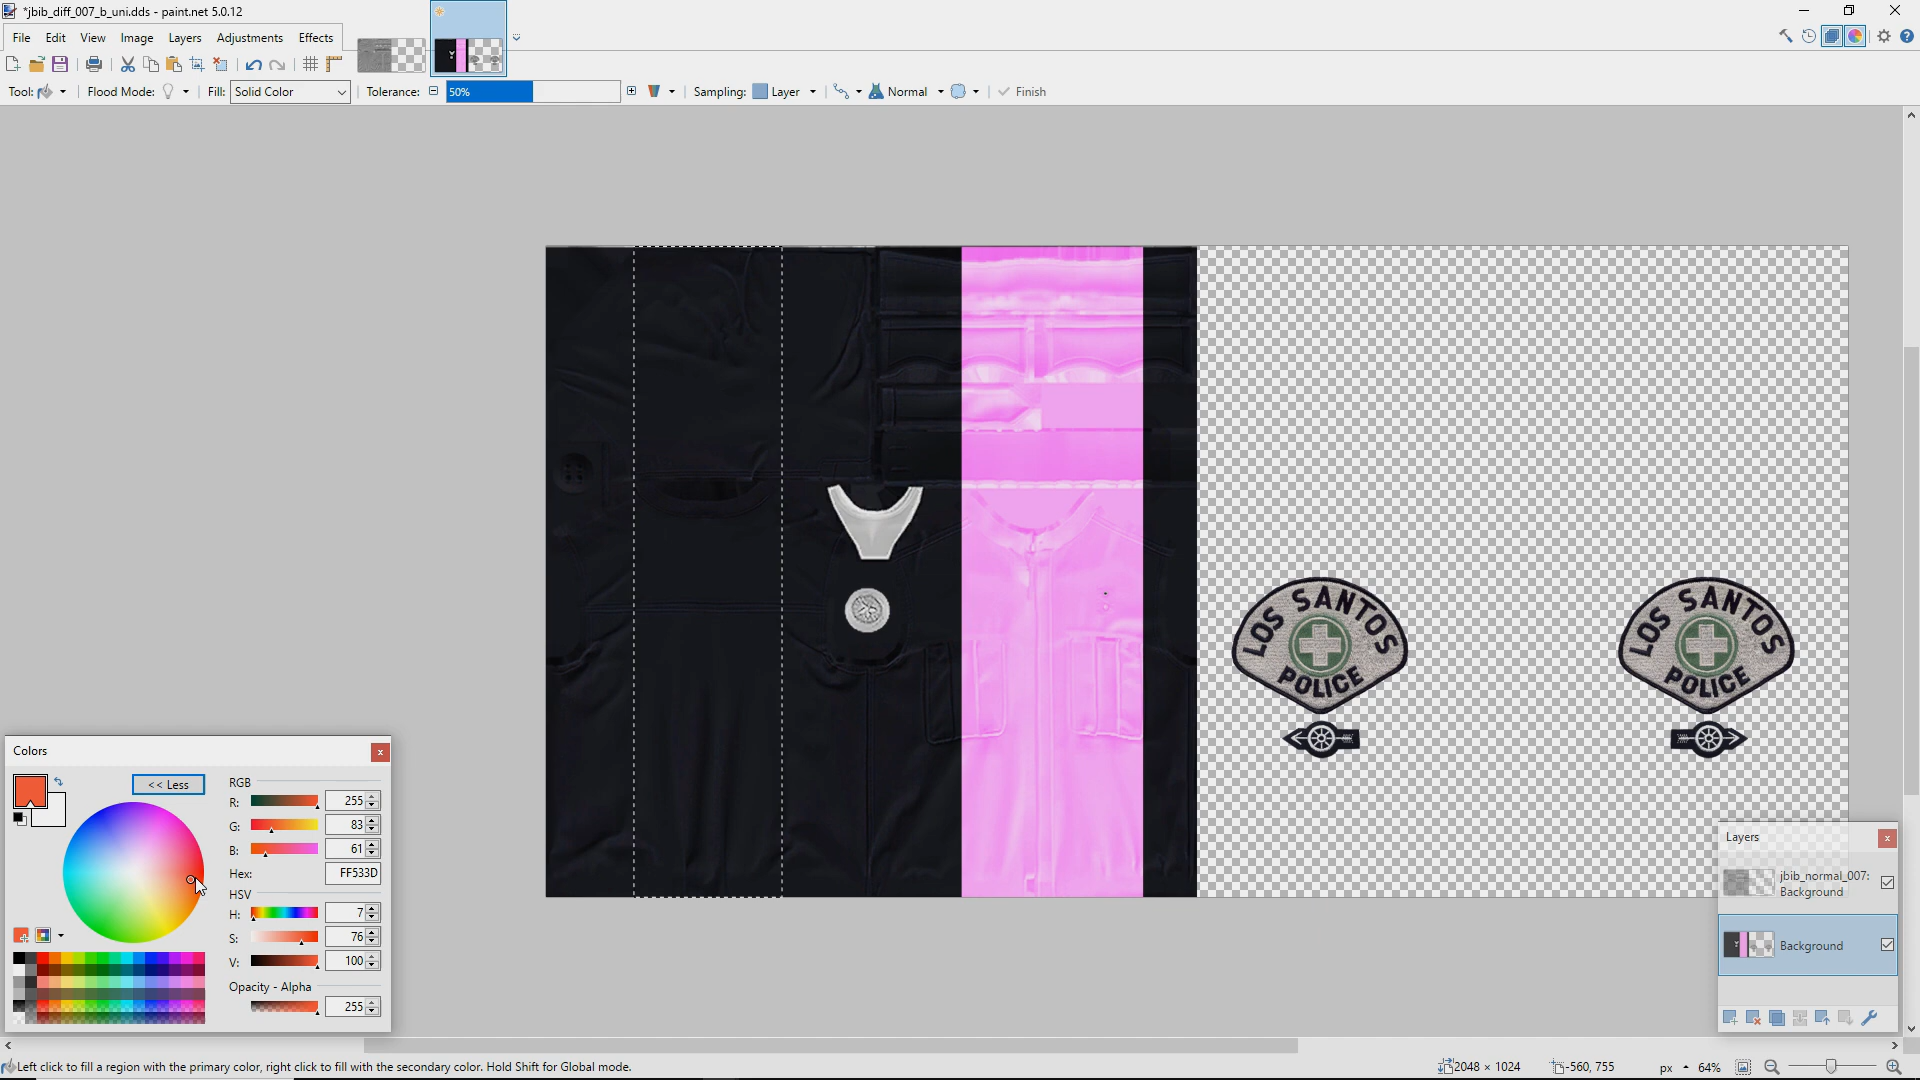 *jbib_diff_007_b_uni.dds - paint.net 5.0.12
File Edit View Image Layers Adjustments Effects
Tool: Flood Mode: Fill: Solid Color Tolerance: 50% Sampling: Layer Normal Finish
LOS SANTOS
POLICE
LOS SANTOS
POLICE
Colors
<< Less
RGB
R: 255
G: 83
B: 61
Hex: FF533D
HSV
H: 7
S: 76
V: 100
Opacity - Alpha
255
Layers
jbib_normal_007:
Background
Background
Left click to fill a region with the primary color, right click to fill with the secondary color. Hold Shift for Global mode.
2048 × 1024 -560, 755 px 64%